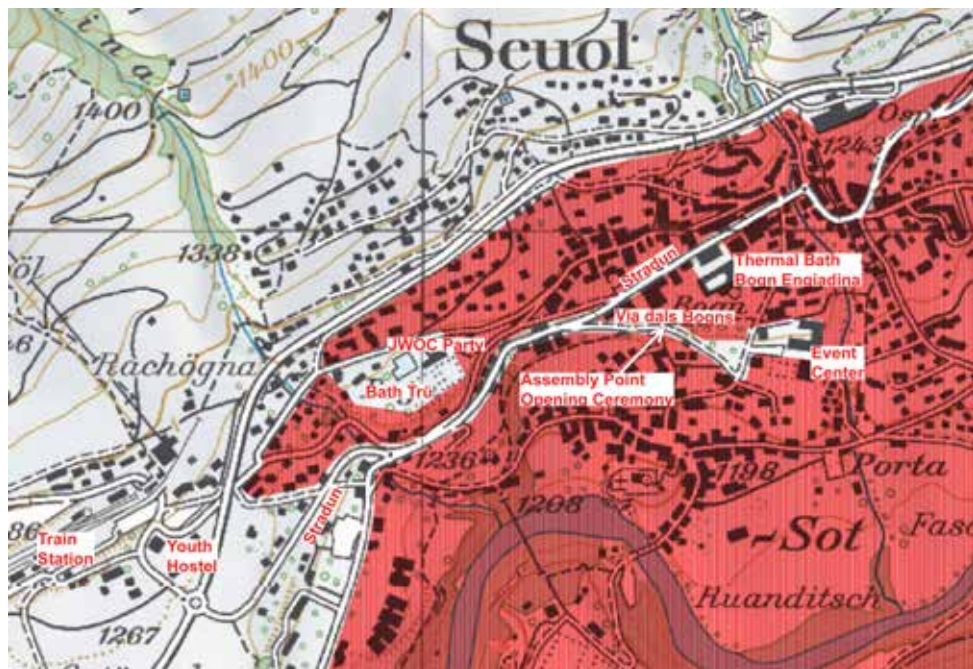 Scuol
1400
1400
Osp
1243
1338
Stradun
Thermal Bath
Bogn Engiadina
Via dals Bogns
JWOC Party
Event
Center
Rachögna
Bath Trü
Assembly Point
Opening Ceremony
1236
1198
Porta
1208
Stradun
Train
Station
Youth
Hostel
Sot
Ruanditsch
1267